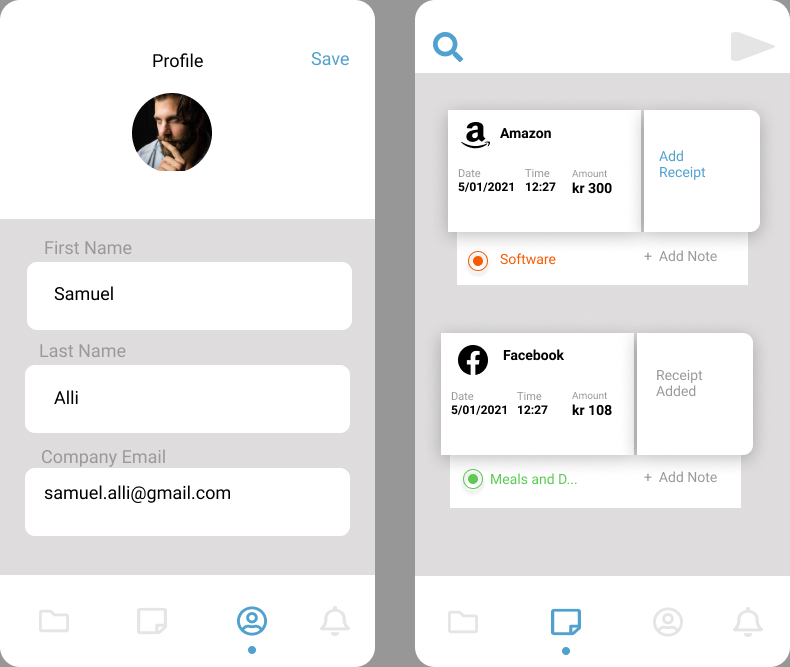 Profile
Save
First Name
Samuel
Last Name
Alli
Company Email
samuel.alli@gmail.com
Amazon
Date Time Amount
5/01/2021 12:27 kr 300
Add
Receipt
Software
+ Add Note
Facebook
Date Time Amount
5/01/2021 12:27 kr 108
Receipt
Added
Meals and D...
+ Add Note